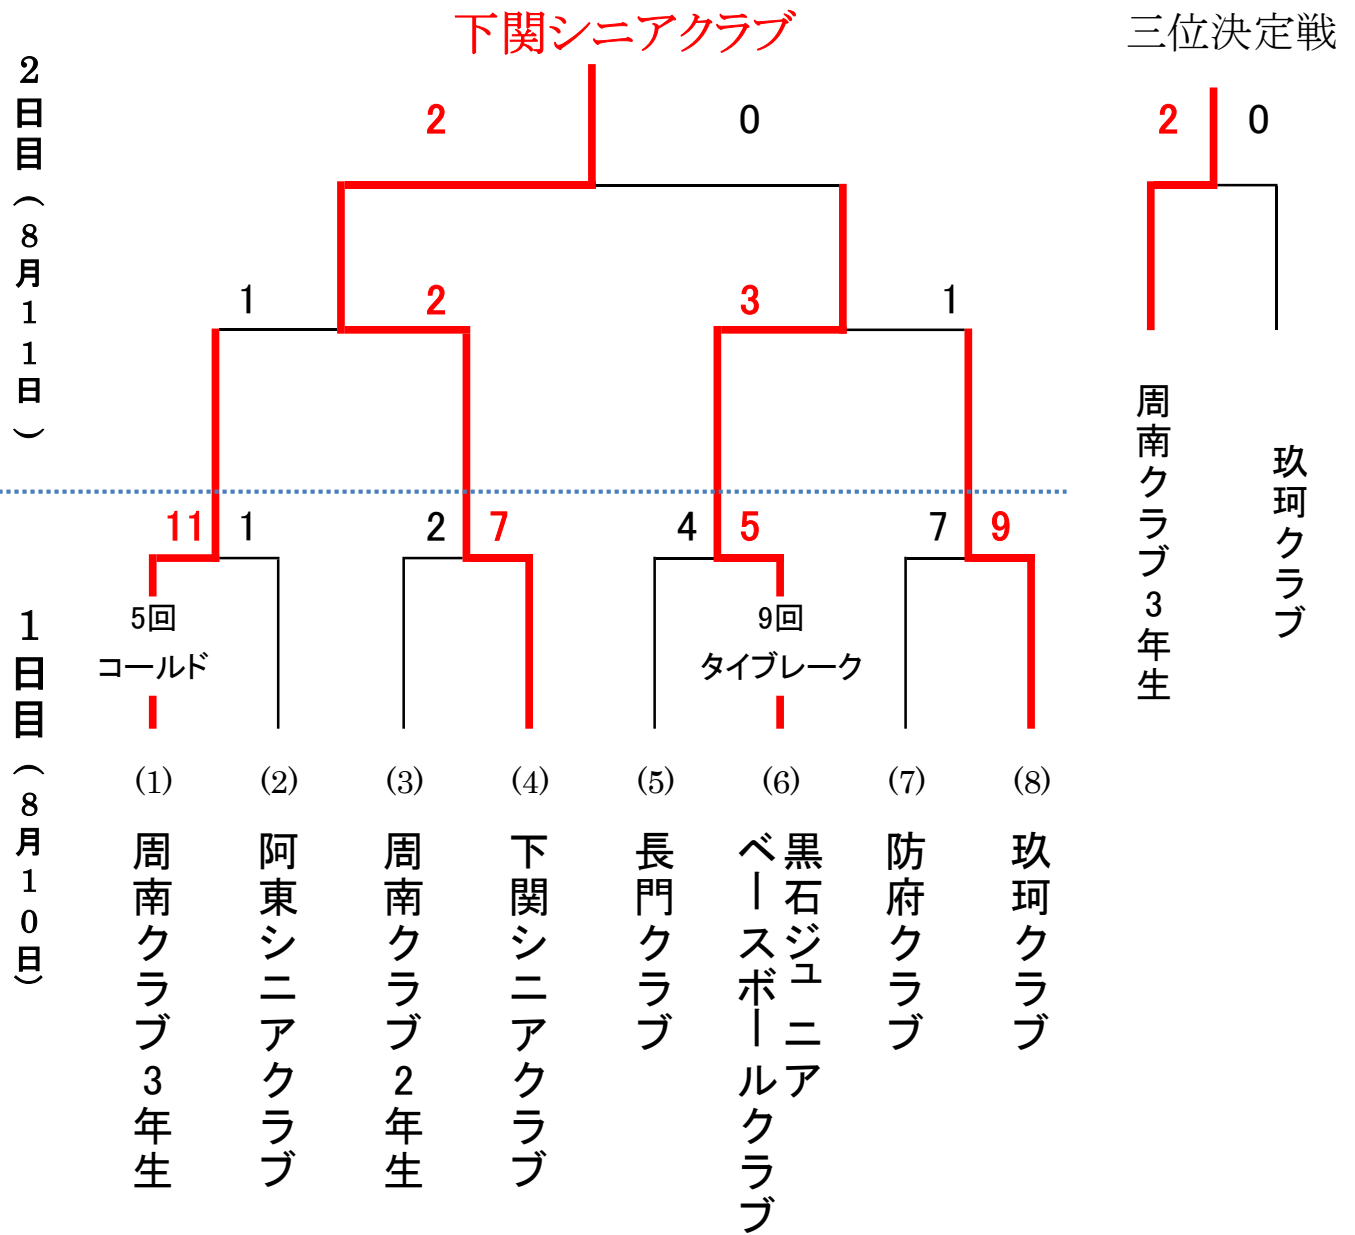 下関シニアクラブ
三位決定戦
2日目(8月11日)
2
0
2
0
1
2
3
1
周南クラブ3年生
玖珂クラブ
11
1
2
7
4
5
7
9
5回
コールド
9回
タイブレーク
1日目(8月10日)
(1)
(2)
(3)
(4)
(5)
(6)
(7)
(8)
周南クラブ3年生
阿東シニアクラブ
周南クラブ2年生
下関シニアクラブ
長門クラブ
黒石ジュニア
ベースボールクラブ
防府クラブ
玖珂クラブ